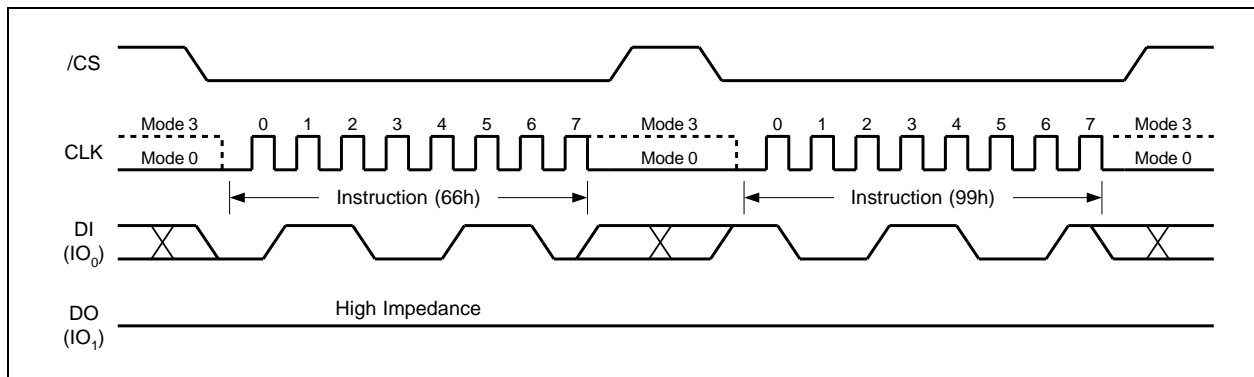 /CS
Mode 3 0 1 2 3 4 5 6 7 Mode 3 0 1 2 3 4 5 6 7 Mode 3
CLK Mode 0 Mode 0 Mode 0
Instruction (66h) Instruction (99h)
DI
(IO₀)
High Impedance
DO
(IO₁)